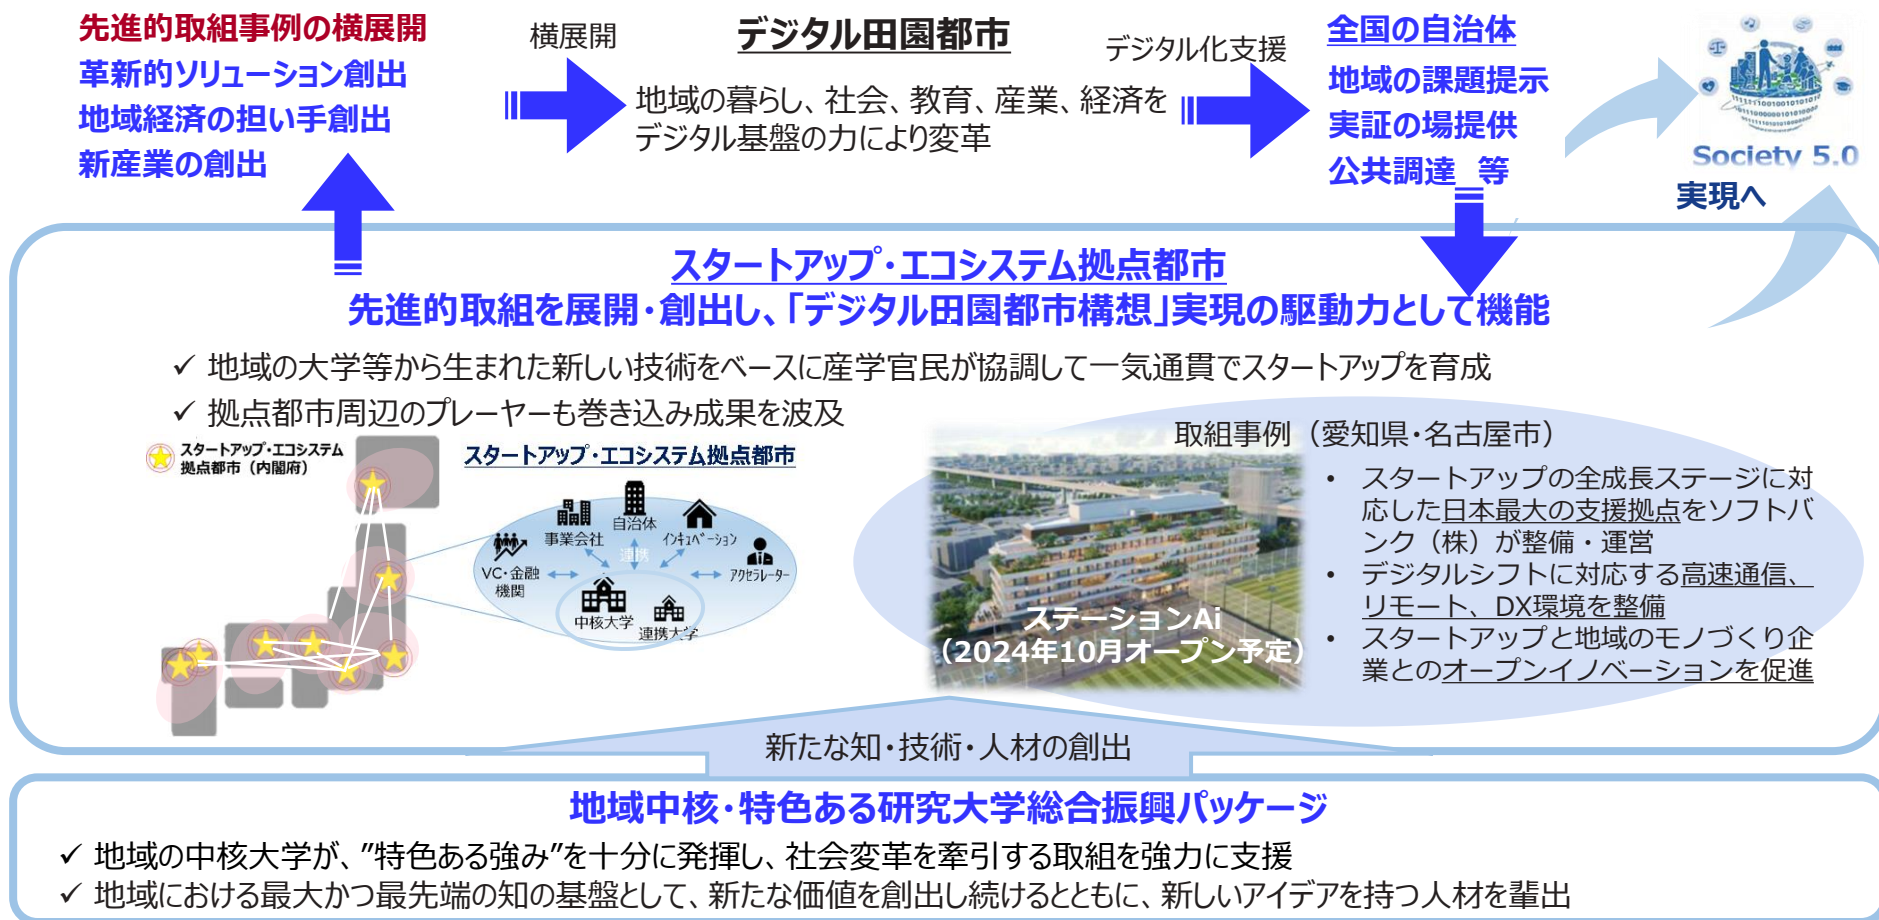 先進的取組事例の横展開
革新的ソリューション創出
地域経済の担い手創出
新産業の創出
横展開
デジタル田園都市
地域の暮らし、社会、教育、産業、経済を
デジタル基盤の力により変革
デジタル化支援
全国の自治体
地域の課題提示
実証の場提供
公共調達 等
Society 5.0
実現へ
スタートアップ・エコシステム拠点都市
先進的取組を展開・創出し、「デジタル田園都市構想」実現の駆動力として機能
✓ 地域の大学等から生まれた新しい技術をベースに産学官民が協調して一気通貫でスタートアップを育成
✓ 拠点都市周辺のプレーヤーも巻き込み成果を波及
スタートアップ・エコシステム
拠点都市（内閣府）
スタートアップ・エコシステム拠点都市
事業会社
自治体
インキュベーション
VC・金融
機関
連携
アクセラレーター
中核大学
連携大学
取組事例（愛知県・名古屋市）
• スタートアップの全成長ステージに対
応した日本最大の支援拠点をソフトバ
ンク（株）が整備・運営
• デジタルシフトに対応する高速通信、
リモート、DX環境を整備
• スタートアップと地域のモノづくり企
業とのオープンイノベーションを促進
ステーションAi
（2024年10月オープン予定）
新たな知・技術・人材の創出
地域中核・特色ある研究大学総合振興パッケージ
✓ 地域の中核大学が、”特色ある強み”を十分に発揮し、社会変革を牽引する取組を強力に支援
✓ 地域における最大かつ最先端の知の基盤として、新たな価値を創出し続けるとともに、新しいアイデアを持つ人材を輩出